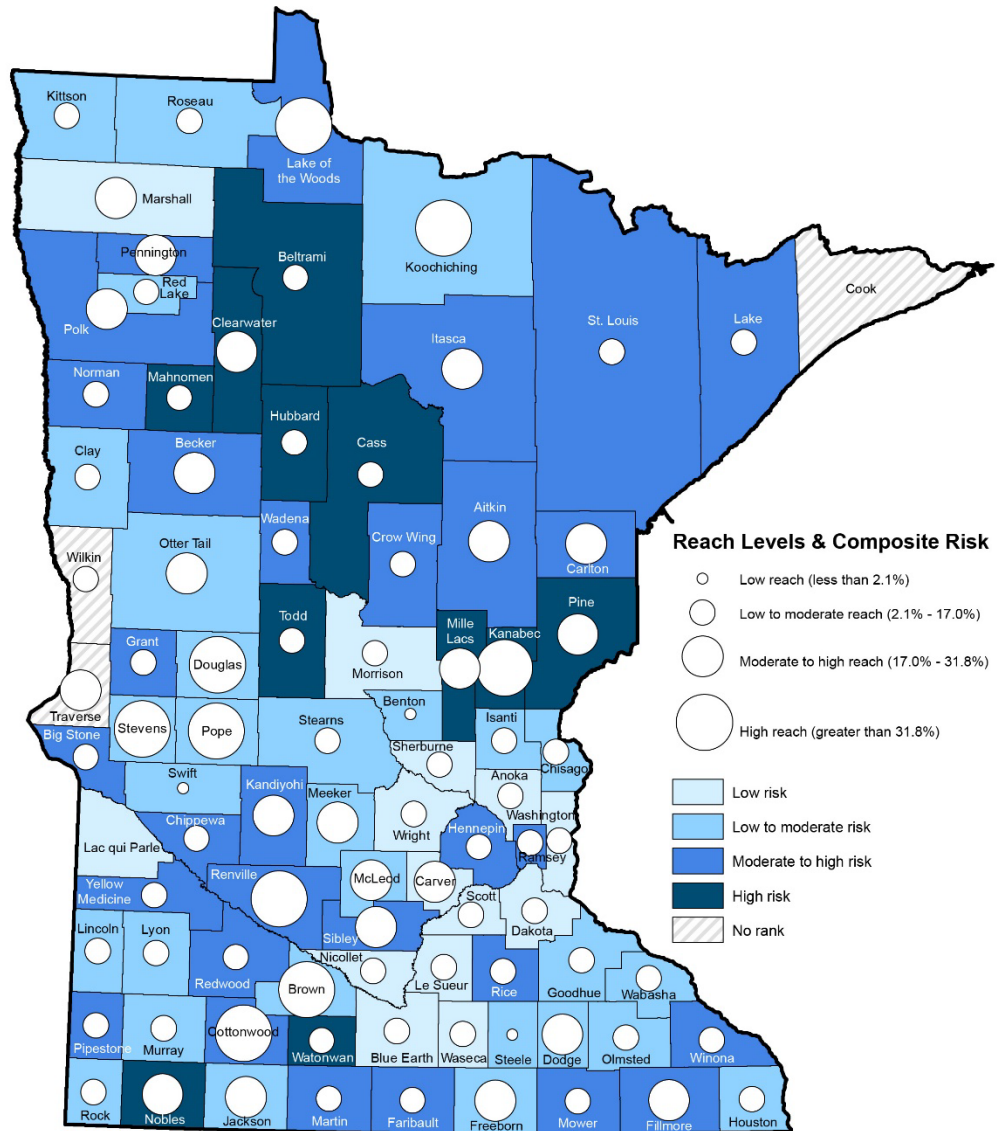 Kittson
Roseau
Lake of
the Woods
Marshall
Koochiching
Pennington
Beltrami
Red
Lake
Cook
Clearwater
St. Louis
Lake
Polk
Itasca
Norman
Mahnomen
Hubbard
Cass
Clay
Becker
Aitkin
Wadena
Crow Wing
Otter Tail
Wilkin
Carlton
Reach Levels & Composite Risk
Low reach (less than 2.1%)
Low to moderate reach (2.1% - 17.0%)
Moderate to high reach (17.0% - 31.8%)
High reach (greater than 31.8%)
Low risk
Low to moderate risk
Moderate to high risk
High risk
No rank
Pine
Todd
Mille
Lacs
Kanabec
Grant
Douglas
Morrison
Traverse
Benton
Stevens
Pope
Stearns
Isanti
Big Stone
Sherburne
Chisago
Swift
Anoka
Kandiyohi
Meeker
Washington
Chippewa
Wright
Hennepin
Lac qui Parle
Ramsey
Renville
McLeod
Carver
Yellow
Medicine
Scott
Dakota
Sibley
Lincoln
Lyon
Nicollet
Redwood
Le Sueur
Rice
Goodhue
Wabasha
Brown
Cottonwood
Pipestone
Murray
Watonwan
Blue Earth
Waseca
Steele
Dodge
Olmsted
Winona
Rock
Nobles
Jackson
Martin
Faribault
Freeborn
Mower
Fillmore
Houston